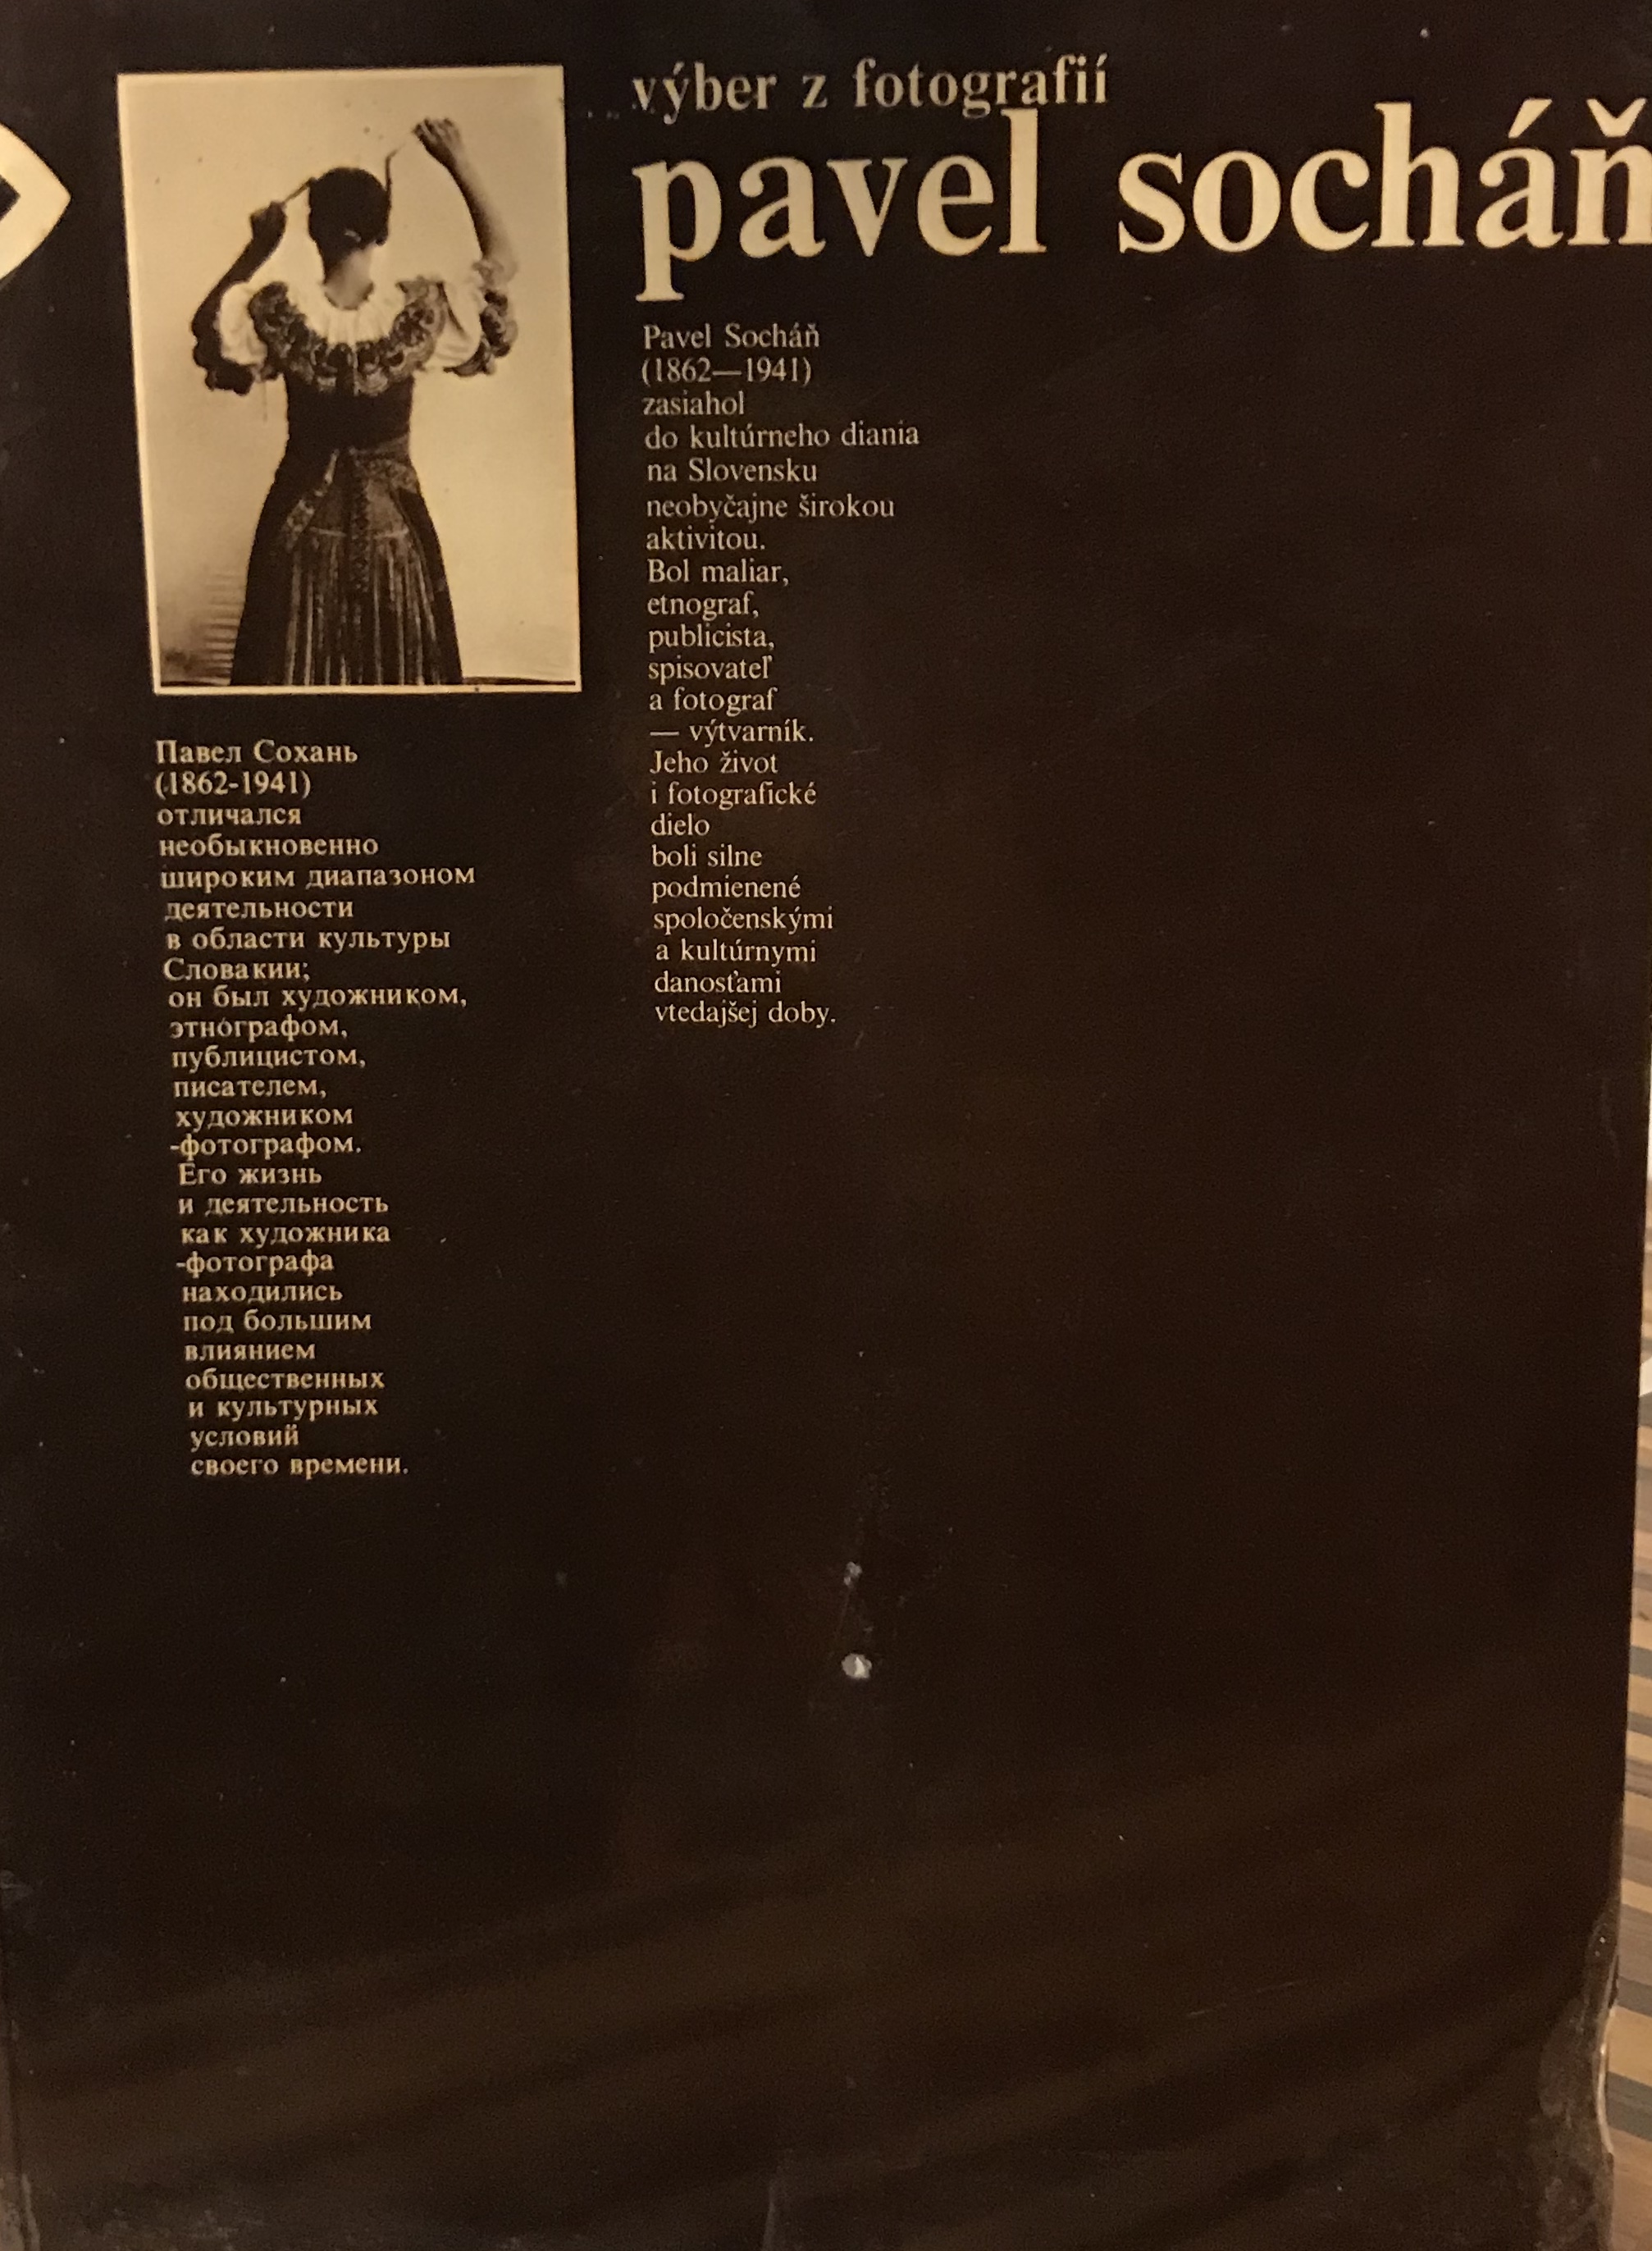 výber z fotografií
pavel socháň
Pavel Socháň
(1862—1941)
zasiahol
do kultúrneho diania
na Slovensku
neobyčajne širokou
aktivitou.
Bol maliar,
etnograf,
publicista,
spisovateľ
a fotograf
— výtvarník.
Jeho život
i fotografické
dielo
boli silne
podmienené
spoločenskými
a kultúrnymi
danosťami
vtedajšej doby.
Павел Сохань
(1862-1941)
отличался
необыкновенно
широким диапазоном
деятельности
в области культуры
Словакии;
он был художником,
этнографом,
публицистом,
писателем,
художником
-фотографом.
Его жизнь
и деятельность
как художника
-фотографа
находились
под большим
влиянием
общественных
и культурных
условий
своего времени.